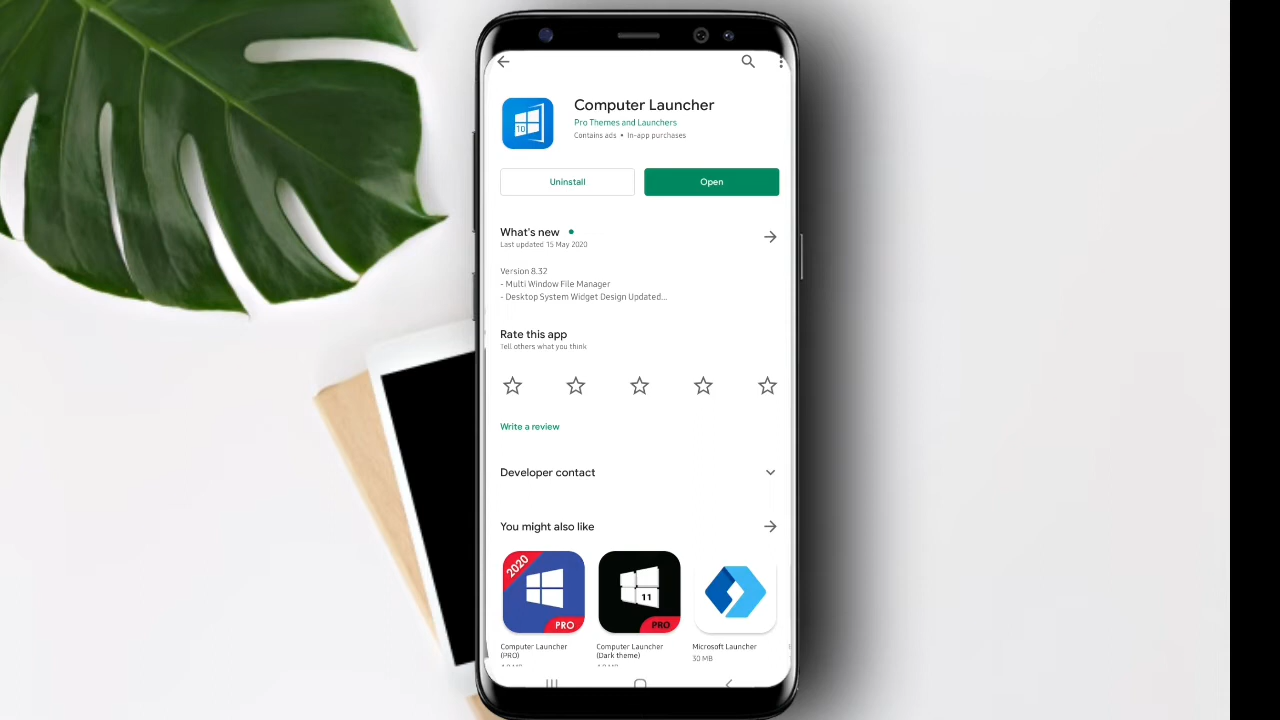 Computer Launcher
Pro Themes and Launchers
Contains ads • In-app purchases
10
Uninstall
Open
What's new
Last updated 15 May 2020
Version 8.32
- Multi Window File Manager
- Desktop System Widget Design Updated...
Rate this app
Tell others what you think
Write a review
Developer contact
You might also like
2020
PRO
11
PRO
Computer Launcher
(PRO)
Computer Launcher
(Dark theme)
Microsoft Launcher
30 MB